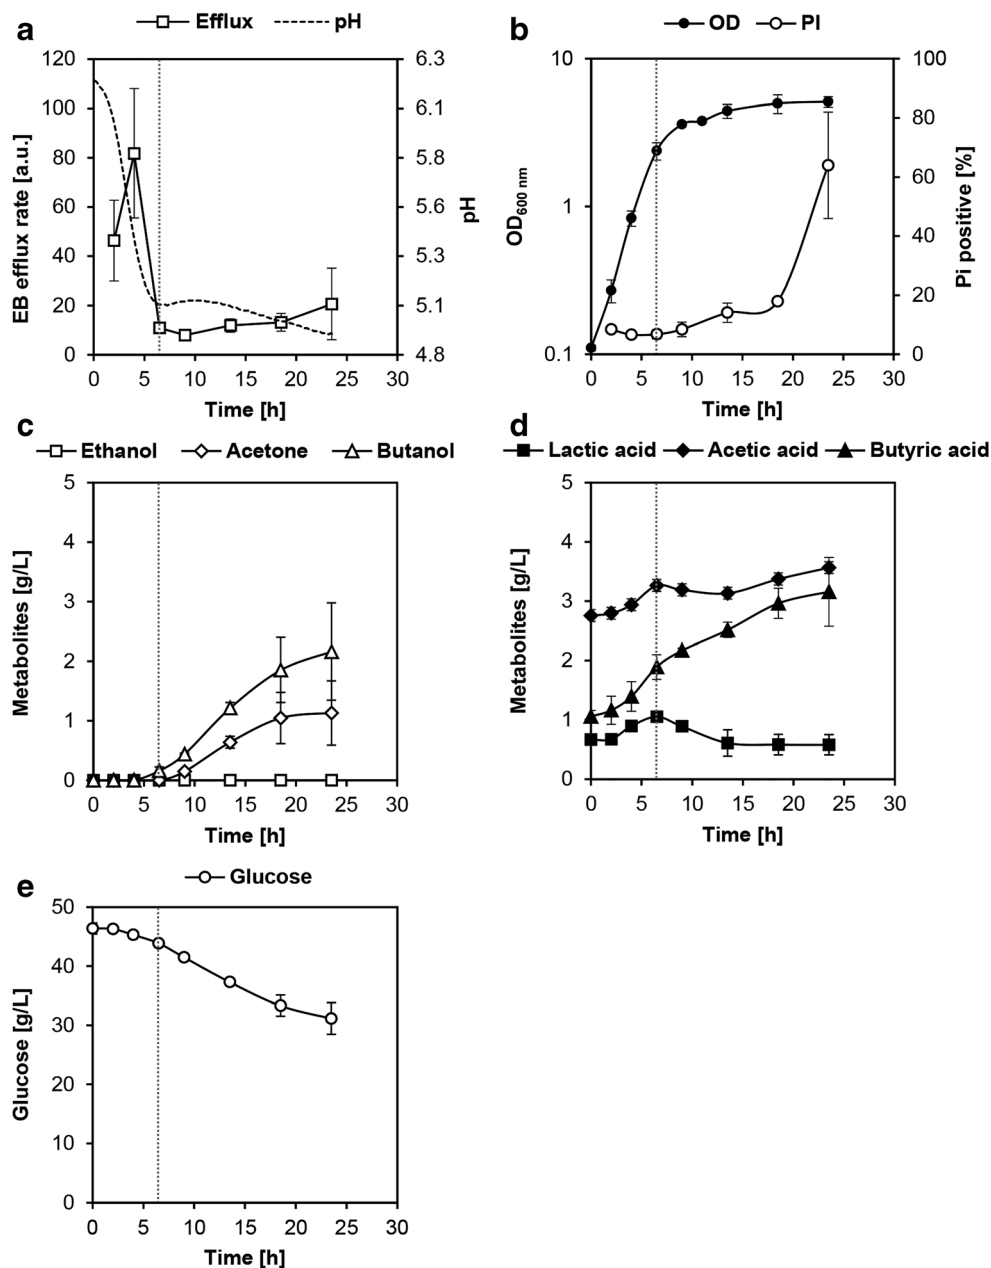 a
Efflux pH
120 100 80 60 40 20 0
EB efflux rate [a.u.]
6.3 6.1 5.8 5.6 5.3 5.1 4.8
pH
0 5 10 15 20 25 30
Time [h]
b
OD PI
10 1 0.1
OD600 nm
100 80 60 40 20 0
Pi positive [%]
0 5 10 15 20 25 30
Time [h]
c
Ethanol Acetone Butanol
5 4 3 2 1 0
Metabolites [g/L]
0 5 10 15 20 25 30
Time [h]
d
Lactic acid Acetic acid Butyric acid
5 4 3 2 1 0
Metabolites [g/L]
0 5 10 15 20 25 30
Time [h]
e
Glucose
50 40 30 20 10 0
Glucose [g/L]
0 5 10 15 20 25 30
Time [h]